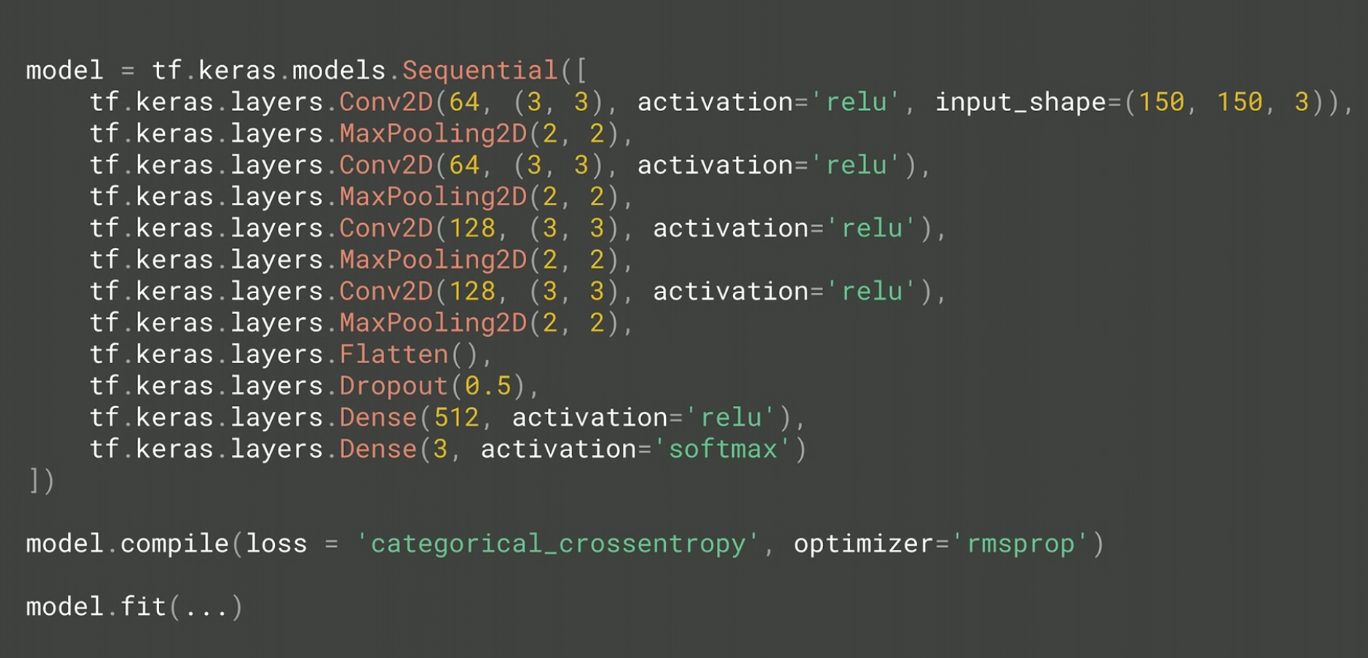 model = tf.keras.models.Sequential([
    tf.keras.layers.Conv2D(64, (3, 3), activation='relu', input_shape=(150, 150, 3)),
    tf.keras.layers.MaxPooling2D(2, 2),
    tf.keras.layers.Conv2D(64, (3, 3), activation='relu'),
    tf.keras.layers.MaxPooling2D(2, 2),
    tf.keras.layers.Conv2D(128, (3, 3), activation='relu'),
    tf.keras.layers.MaxPooling2D(2, 2),
    tf.keras.layers.Conv2D(128, (3, 3), activation='relu'),
    tf.keras.layers.MaxPooling2D(2, 2),
    tf.keras.layers.Flatten(),
    tf.keras.layers.Dropout(0.5),
    tf.keras.layers.Dense(512, activation='relu'),
    tf.keras.layers.Dense(3, activation='softmax')
])
model.compile(loss = 'categorical_crossentropy', optimizer='rmsprop')
model.fit(...)